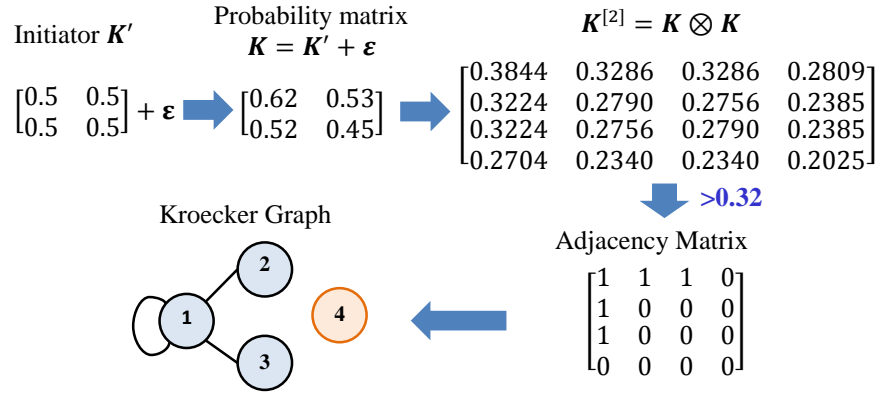 Initiator K′
Probability matrix
K = K′ + ε
K[2] = K ⊗ K
[0.5 0.5
0.5 0.5] + ε
[0.62 0.53
0.52 0.45]
[0.3844 0.3286 0.3286 0.2809
0.3224 0.2790 0.2756 0.2385
0.3224 0.2756 0.2790 0.2385
0.2704 0.2340 0.2340 0.2025]
>0.32
Kroecker Graph
1
2
3
4
Adjacency Matrix
[1 1 1 0
1 0 0 0
1 0 0 0
0 0 0 0]